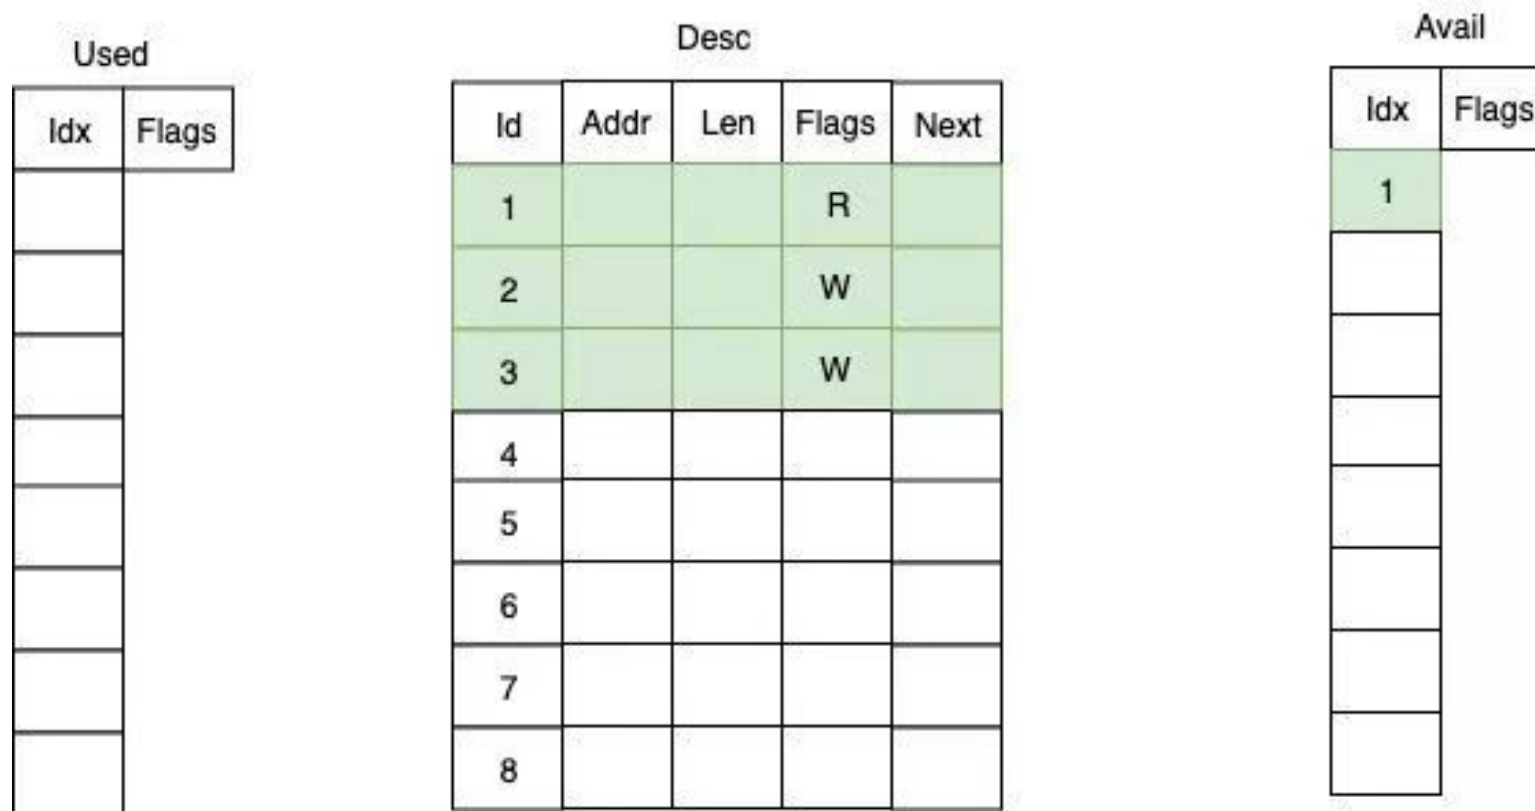 Used
Idx Flags
Desc
Id Addr Len Flags Next
1 R
2 W
3 W
4
5
6
7
8
Avail
Idx Flags
1